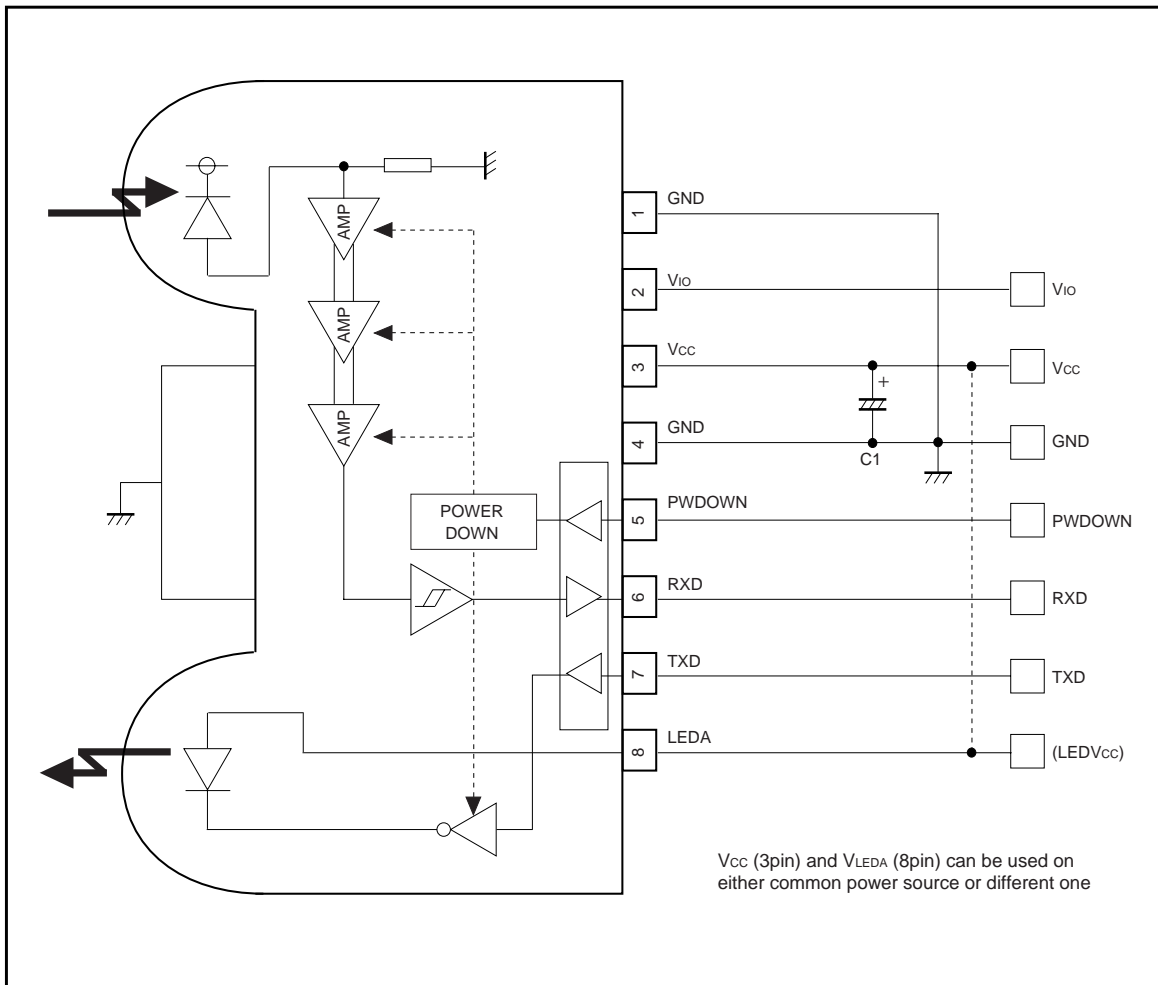 AMP
AMP
AMP
POWER
DOWN
1
GND
2
VIO
VIO
3
VCC
+
VCC
4
GND
C1
GND
5
PWDOWN
PWDOWN
6
RXD
RXD
7
TXD
TXD
8
LEDA
(LEDVCC)
VCC (3pin) and VLEDA (8pin) can be used on
either common power source or different one